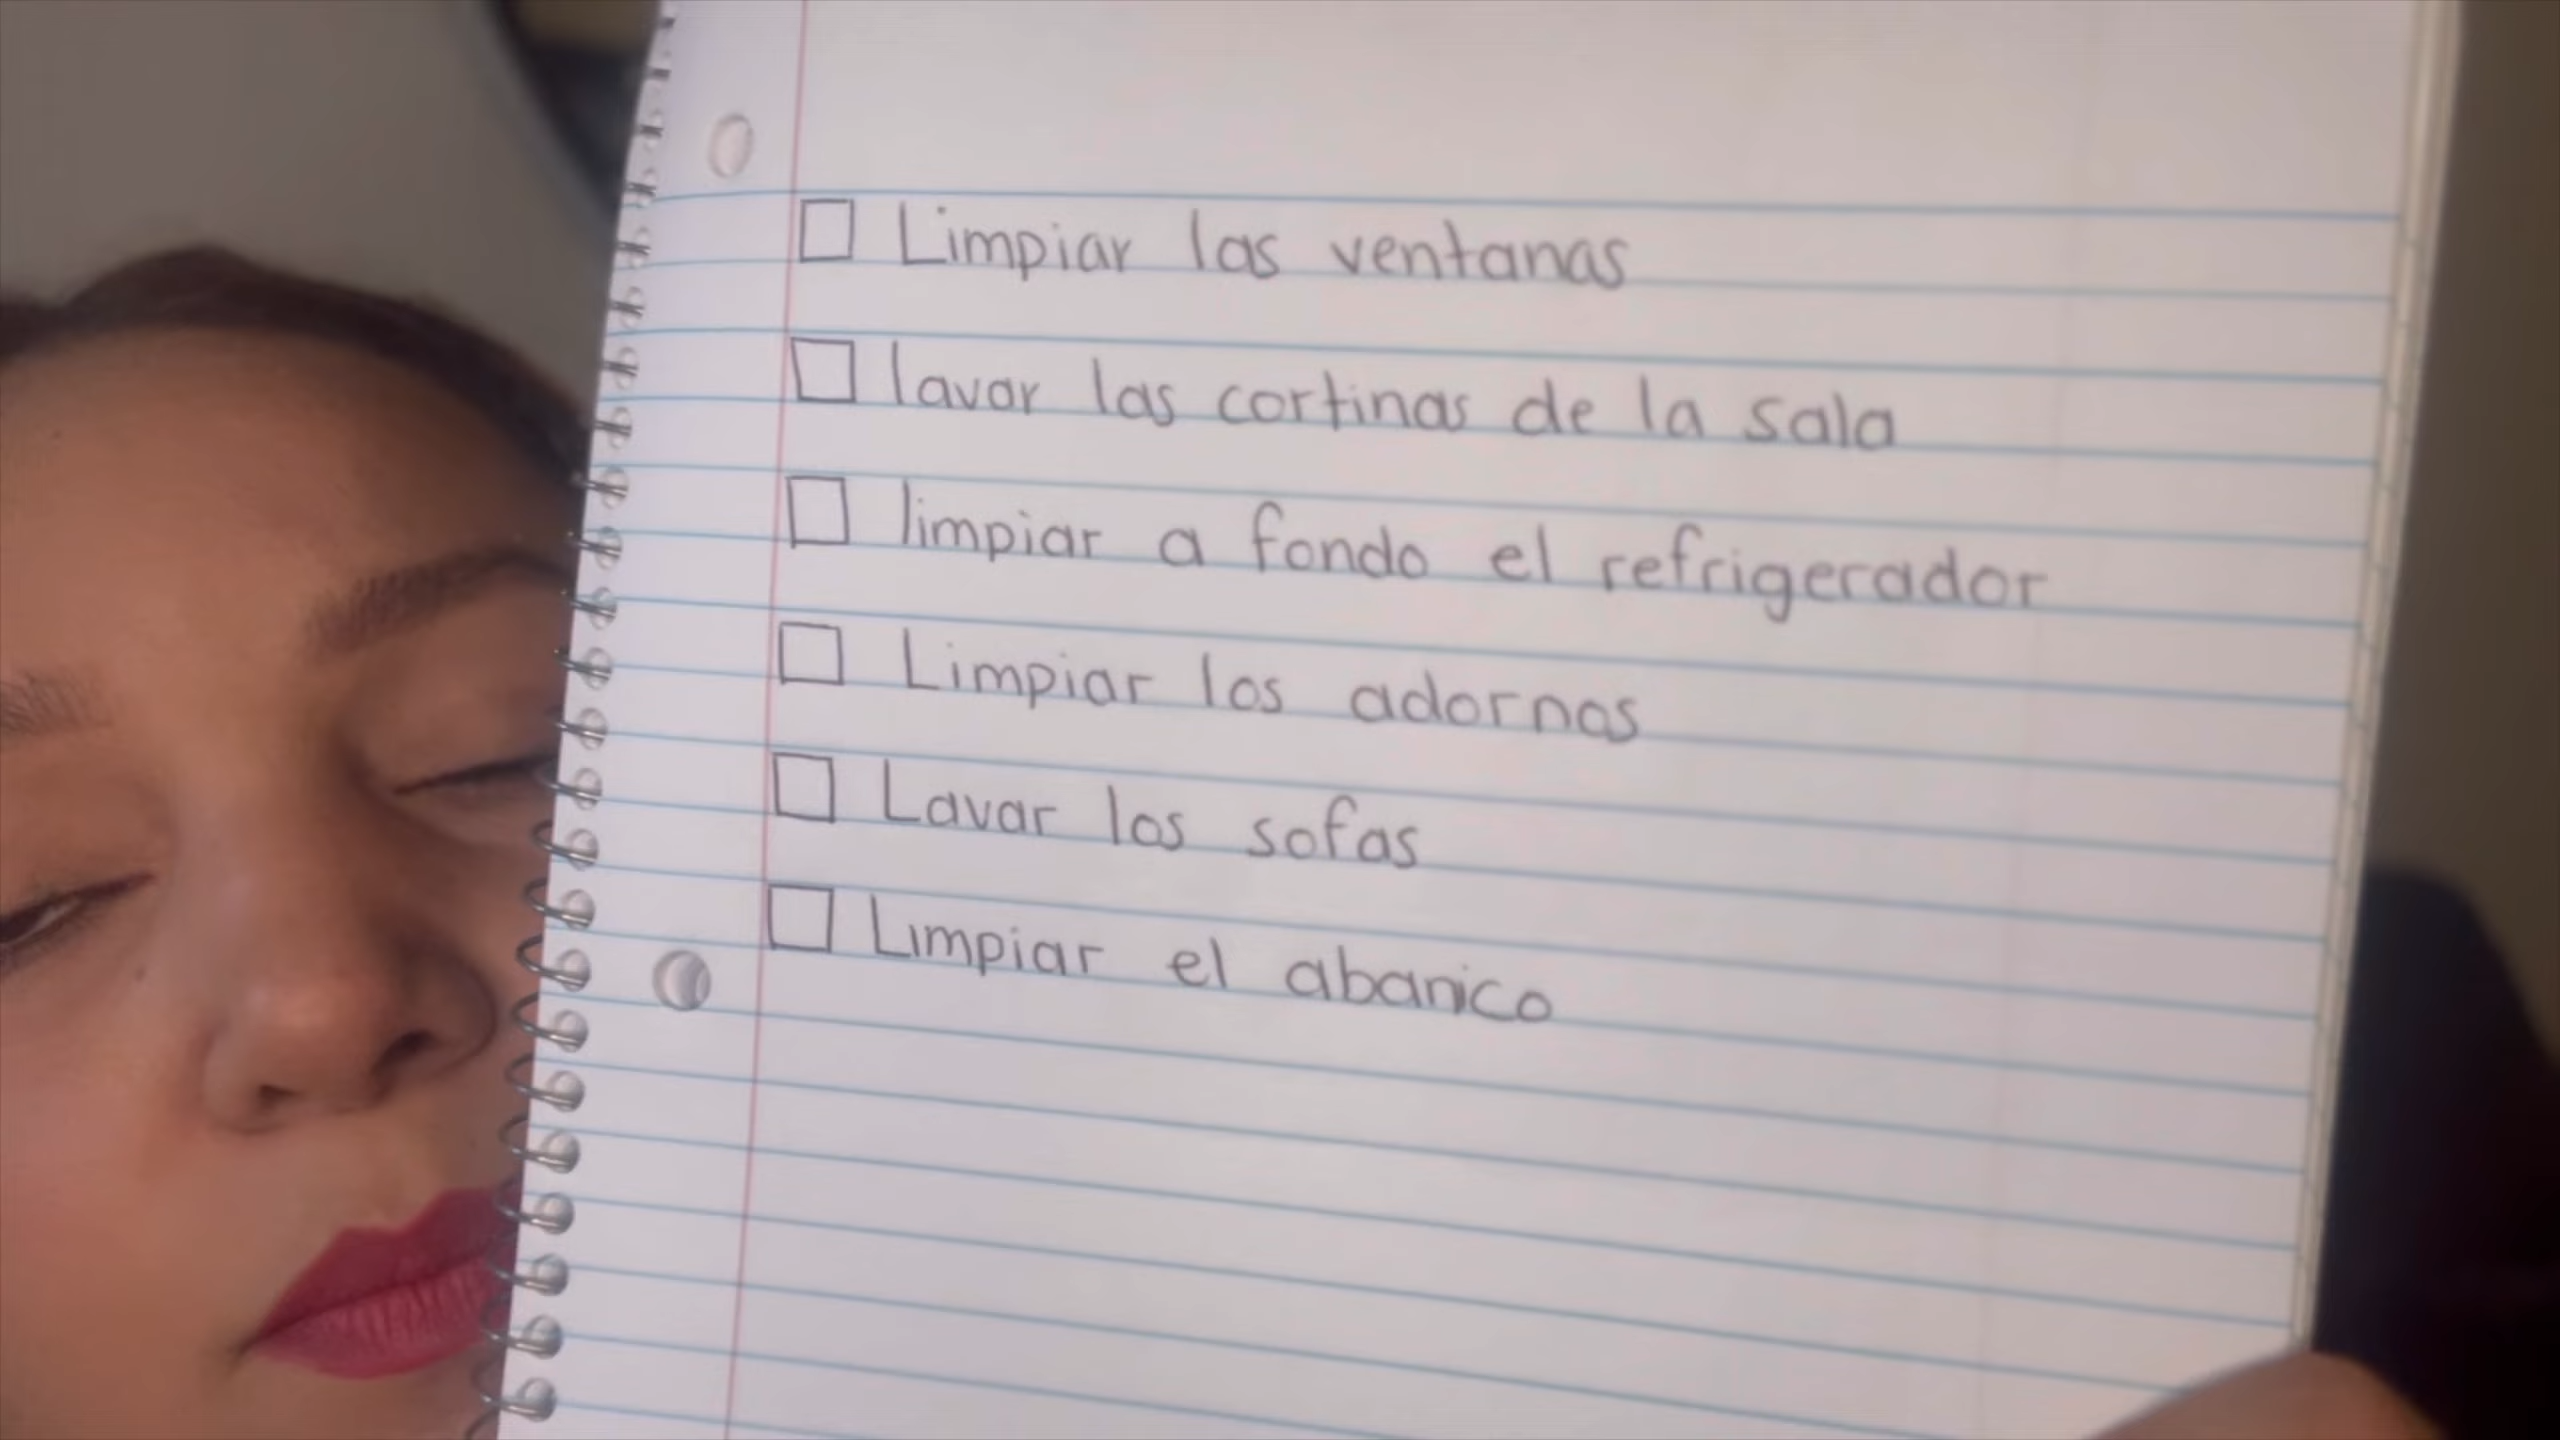 Limpiar las ventanas
lavar las cortinas de la sala
limpiar a fondo el refrigerador
Limpiar los adornos
Lavar los sofas
Limpiar el abanico